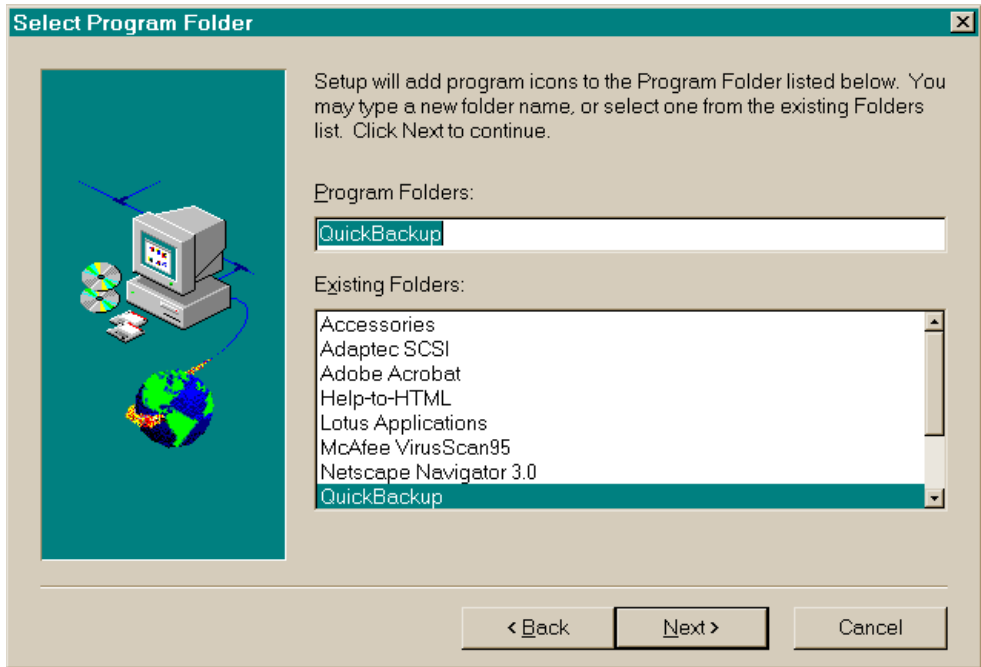 Select Program Folder
Setup will add program icons to the Program Folder listed below. You
may type a new folder name, or select one from the existing Folders
list. Click Next to continue.
Program Folders:
QuickBackup
Existing Folders:
Accessories
Adaptec SCSI
Adobe Acrobat
Help-to-HTML
Lotus Applications
McAfee VirusScan95
Netscape Navigator 3.0
QuickBackup
< Back
Next >
Cancel